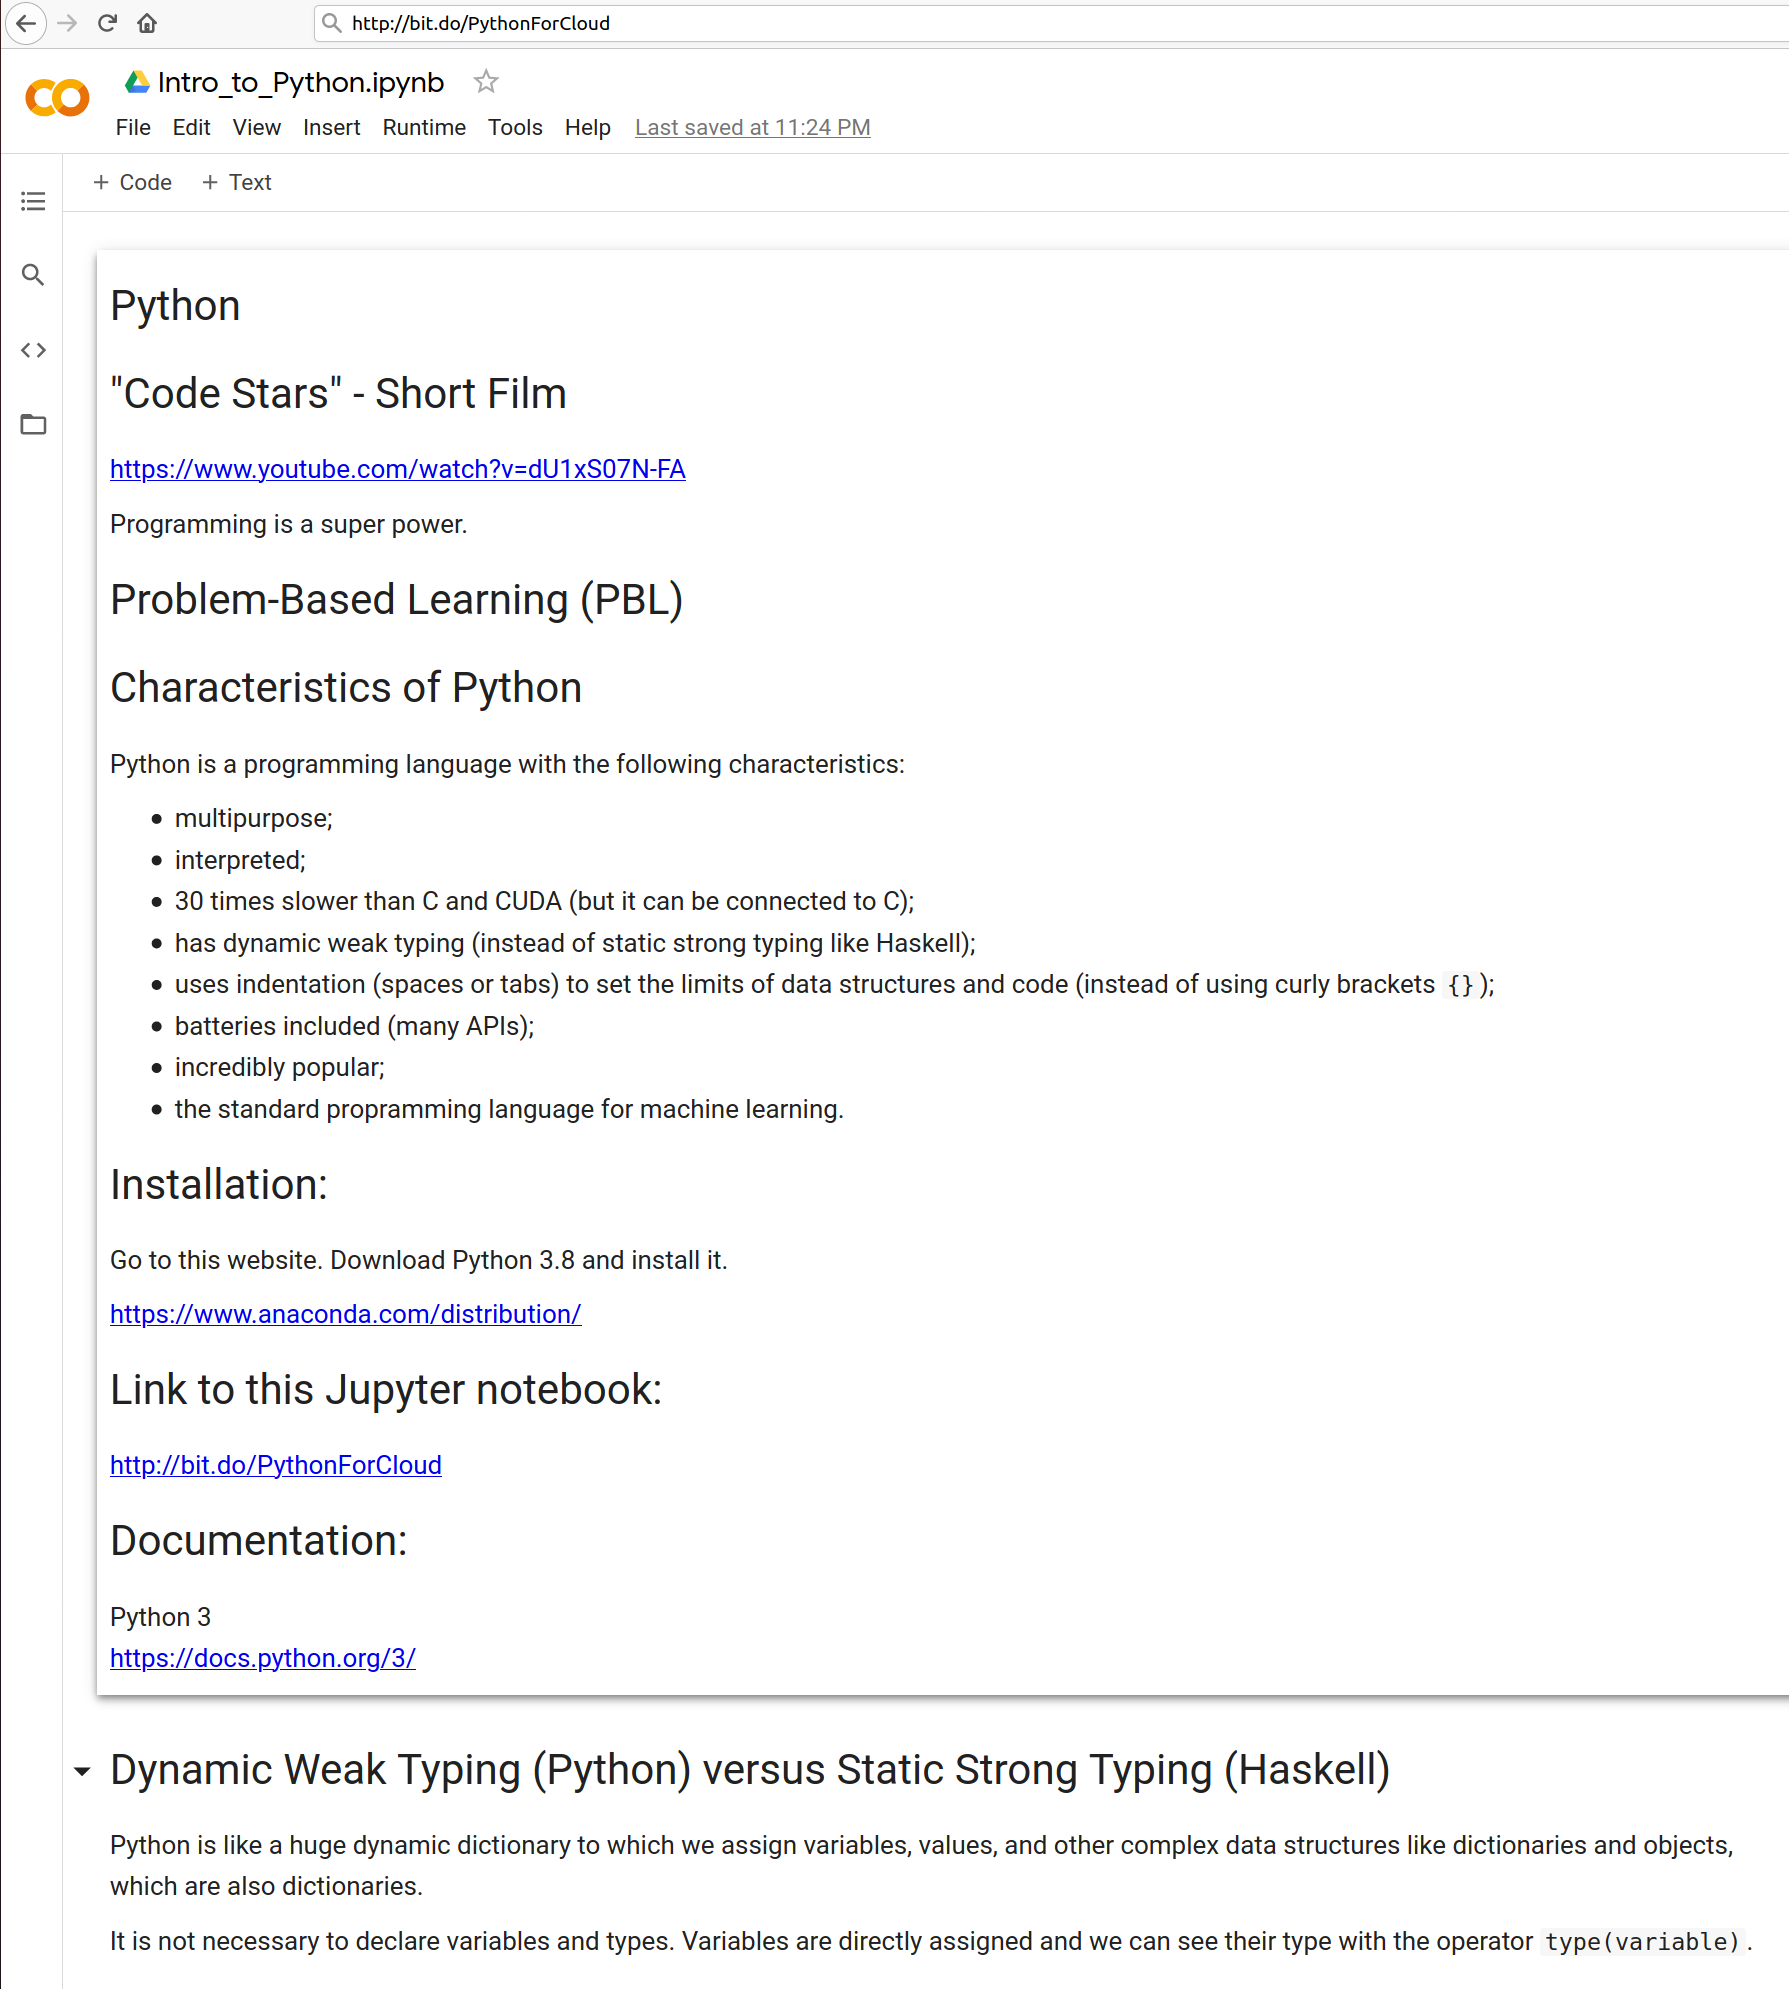 http://bit.do/PythonForCloud
Intro_to_Python.ipynb
File Edit View Insert Runtime Tools Help Last saved at 11:24 PM
+ Code + Text
Python
"Code Stars" - Short Film
https://www.youtube.com/watch?v=dU1xS07N-FA
Programming is a super power.
Problem-Based Learning (PBL)
Characteristics of Python
Python is a programming language with the following characteristics:
• multipurpose;
• interpreted;
• 30 times slower than C and CUDA (but it can be connected to C);
• has dynamic weak typing (instead of static strong typing like Haskell);
• uses indentation (spaces or tabs) to set the limits of data structures and code (instead of using curly brackets {});
• batteries included (many APIs);
• incredibly popular;
• the standard propramming language for machine learning.
Installation:
Go to this website. Download Python 3.8 and install it.
https://www.anaconda.com/distribution/
Link to this Jupyter notebook:
http://bit.do/PythonForCloud
Documentation:
Python 3
https://docs.python.org/3/
Dynamic Weak Typing (Python) versus Static Strong Typing (Haskell)
Python is like a huge dynamic dictionary to which we assign variables, values, and other complex data structures like dictionaries and objects,
which are also dictionaries.
It is not necessary to declare variables and types. Variables are directly assigned and we can see their type with the operator type(variable).